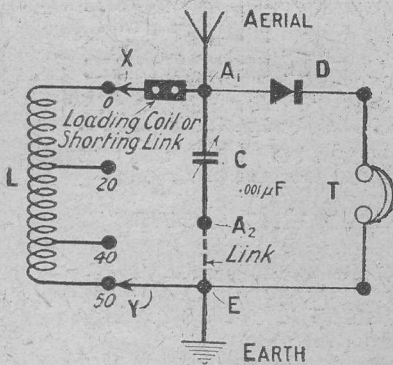 AERIAL
X
A1
D
0
Loading Coil or
Shorting Link
L
C
20
.001µF
T
A2
40
Link
50
Y
E
EARTH